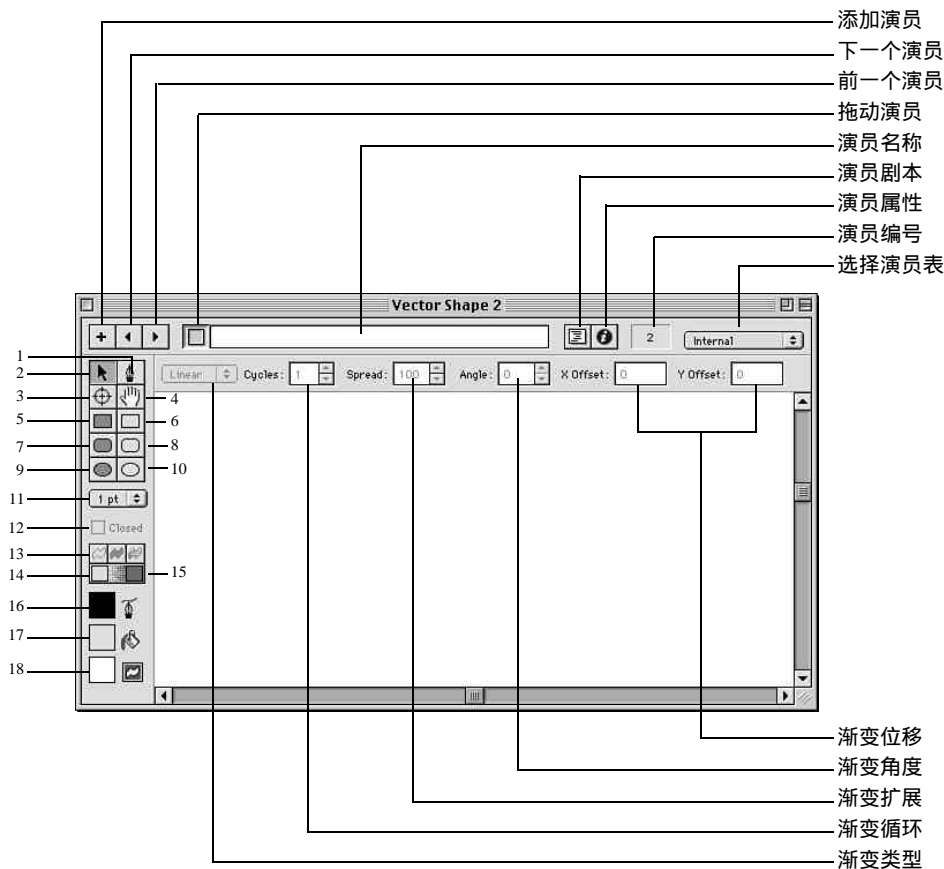 添加演员
下一个演员
前一个演员
拖动演员
演员名称
演员剧本
演员属性
演员编号
选择演员表
Vector Shape 2
2 Internal
Linear Cycles: 1 Spread: 100 Angle: 0 X Offset: 0 Y Offset: 0
1
2
3 4
5 6
7 8
9 10
11 1 pt
12 Closed
13
14 15
16
17
18
渐变位移
渐变角度
渐变扩展
渐变循环
渐变类型